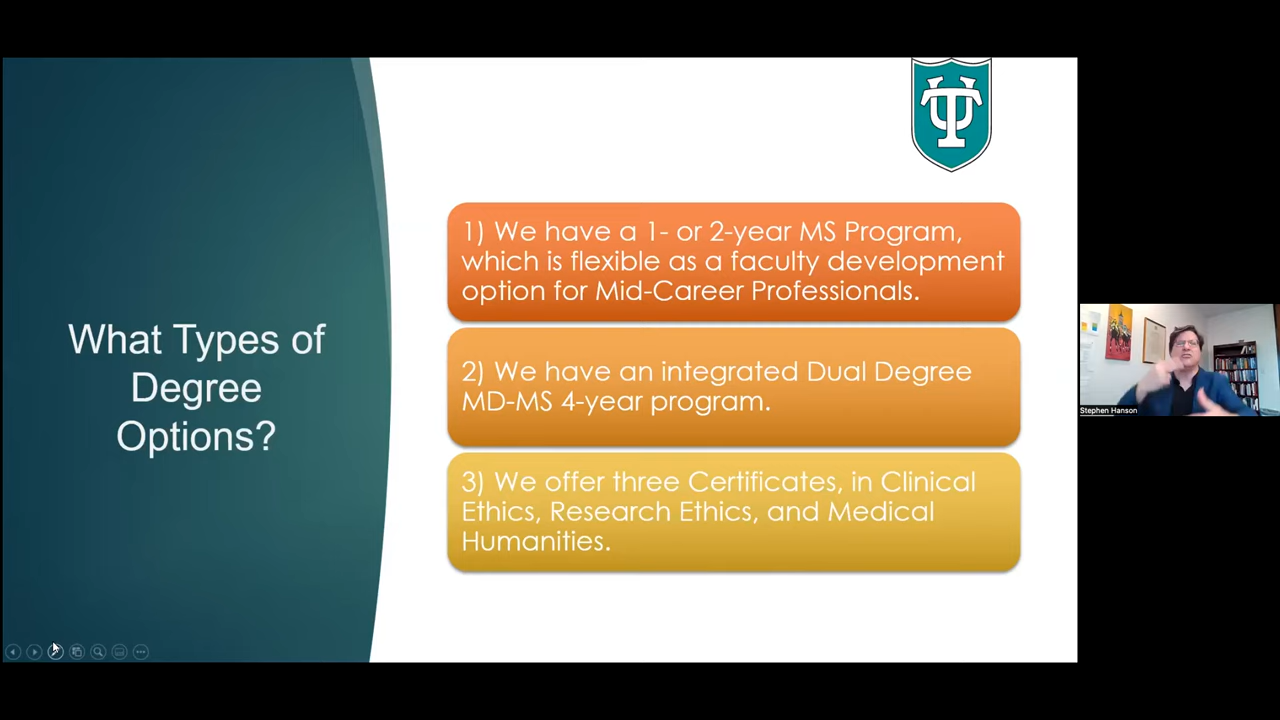 What Types of
Degree
Options?
1) We have a 1- or 2-year MS Program,
which is flexible as a faculty development
option for Mid-Career Professionals.
2) We have an integrated Dual Degree
MD-MS 4-year program.
3) We offer three Certificates, in Clinical
Ethics, Research Ethics, and Medical
Humanities.
Stephen Hanson